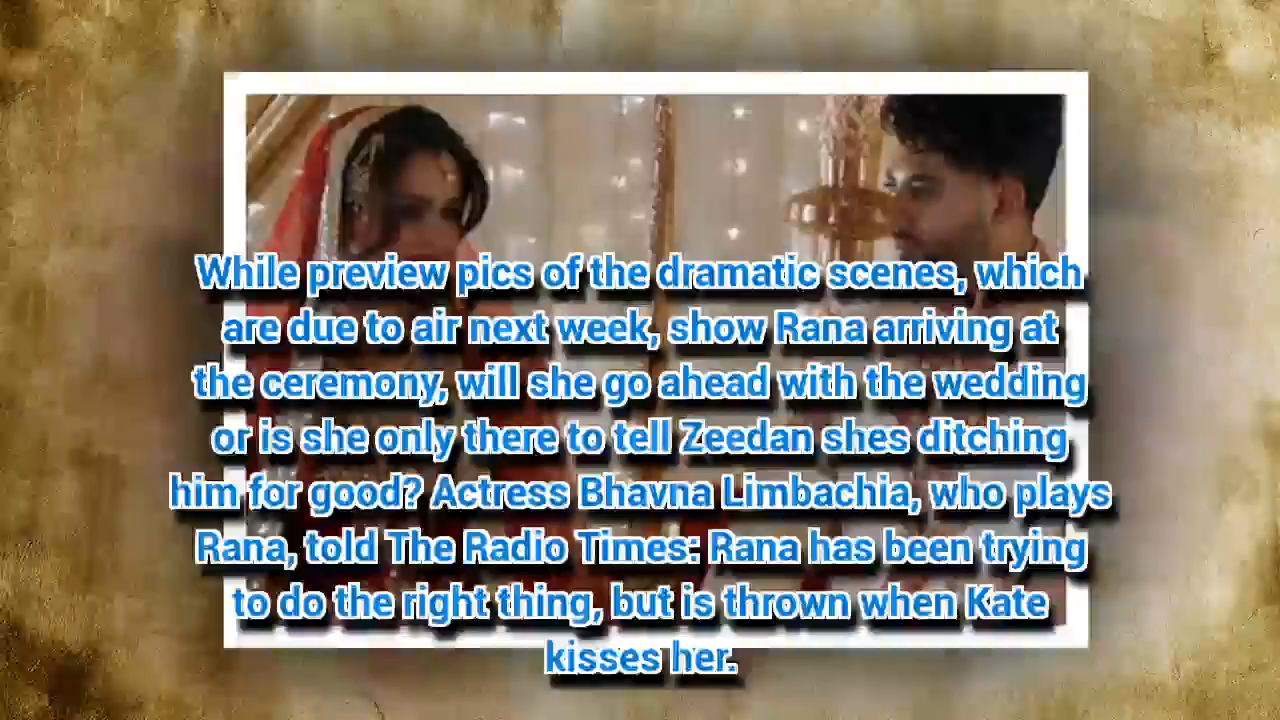 While preview pics of the dramatic scenes, which
are due to air next week, show Rana arriving at
the ceremony, will she go ahead with the wedding
or is she only there to tell Zeedan shes ditching
him for good? Actress Bhavna Limbachia, who plays
Rana, told The Radio Times: Rana has been trying
to do the right thing, but is thrown when Kate
kisses her.